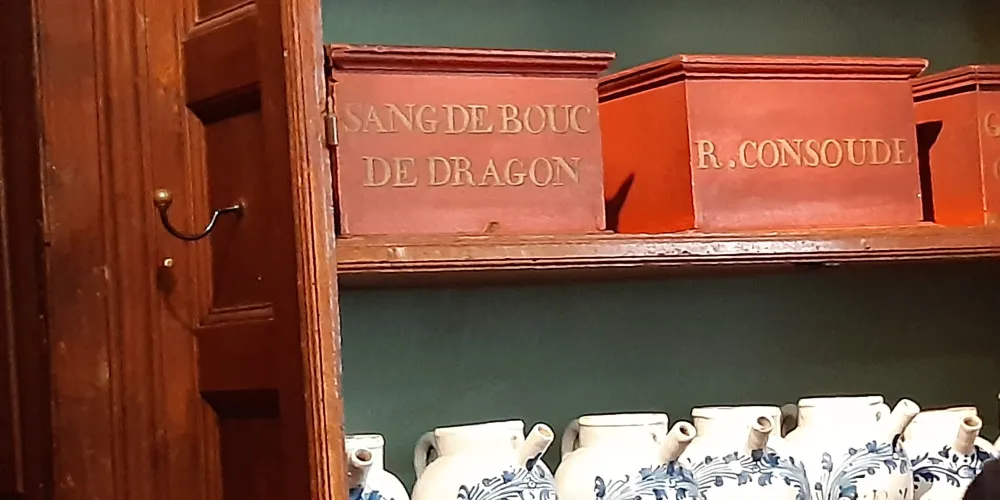 SANG DE BOUC
DE DRAGON
R. CONSOUDE